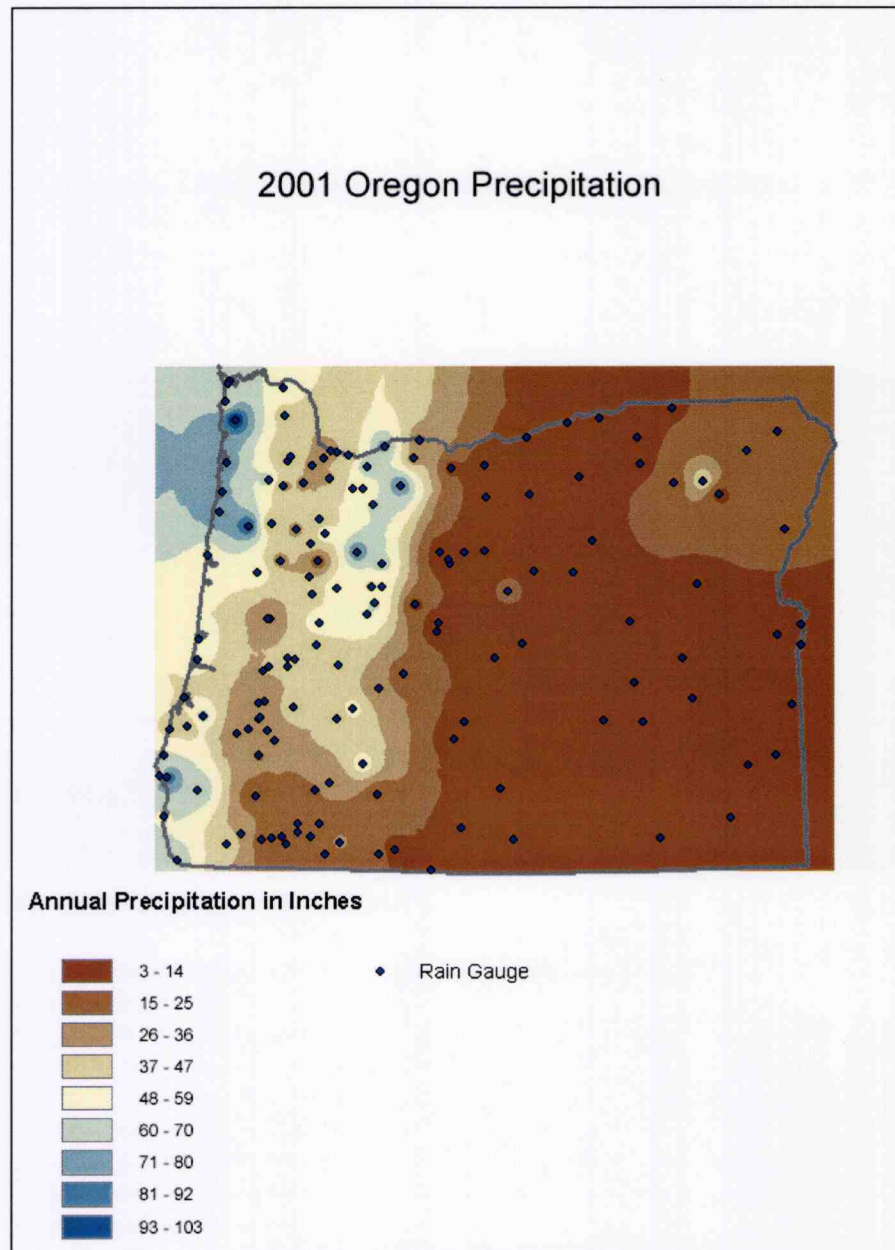 2001 Oregon Precipitation
Annual Precipitation in Inches
3 - 14
15 - 25
26 - 36
37 - 47
48 - 59
60 - 70
71 - 80
81 - 92
93 - 103
Rain Gauge